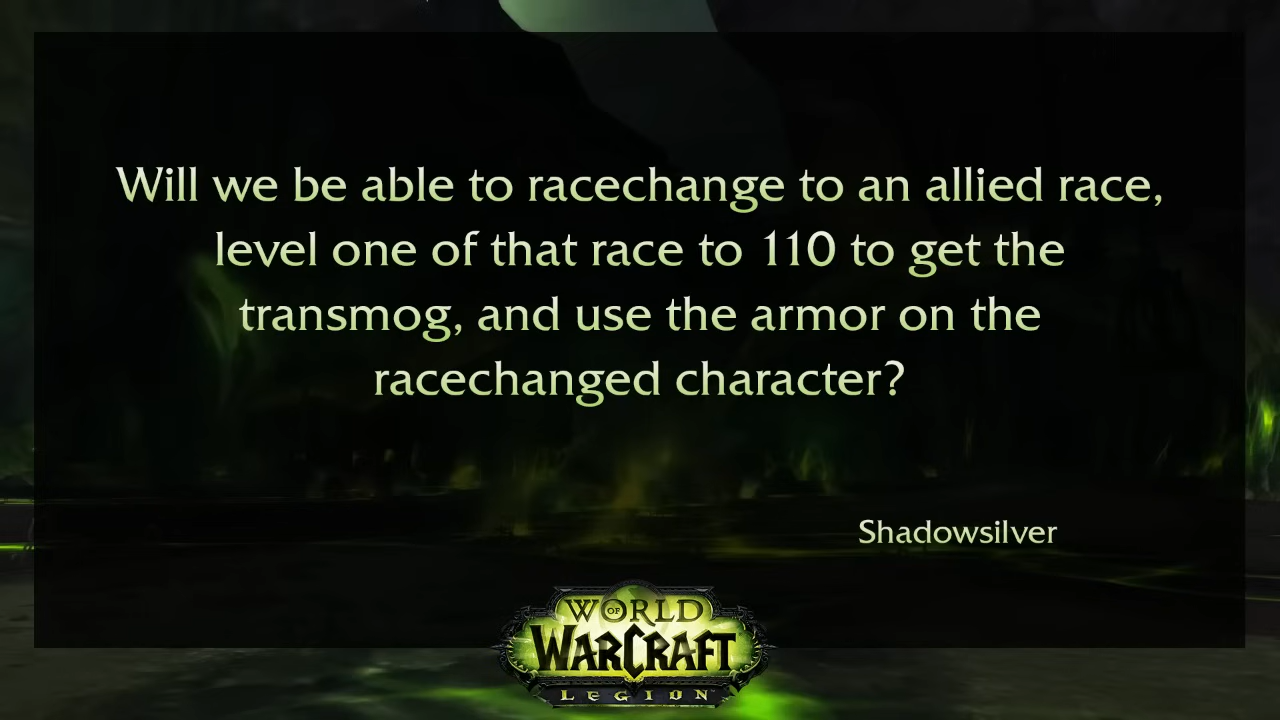 Will we be able to racechange to an allied race,
level one of that race to 110 to get the
transmog, and use the armor on the
racechanged character?
Shadowsilver
WORLD OF
WARCRAFT
LEGION